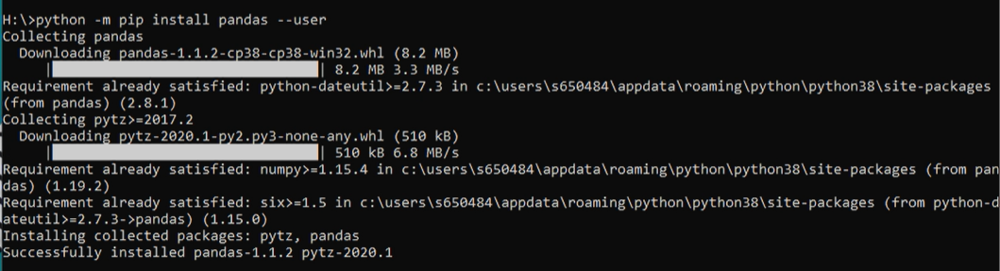 H:\>python -m pip install pandas --user
Collecting pandas
  Downloading pandas-1.1.2-cp38-cp38-win32.whl (8.2 MB)
     |████████████████████████████████| 8.2 MB 3.3 MB/s
Requirement already satisfied: python-dateutil>=2.7.3 in c:\users\s650484\appdata\roaming\python\python38\site-packages
(from pandas) (2.8.1)
Collecting pytz>=2017.2
  Downloading pytz-2020.1-py2.py3-none-any.whl (510 kB)
     |████████████████████████████████| 510 kB 6.8 MB/s
Requirement already satisfied: numpy>=1.15.4 in c:\users\s650484\appdata\roaming\python\python38\site-packages (from pan
das) (1.19.2)
Requirement already satisfied: six>=1.5 in c:\users\s650484\appdata\roaming\python\python38\site-packages (from python-d
ateutil>=2.7.3->pandas) (1.15.0)
Installing collected packages: pytz, pandas
Successfully installed pandas-1.1.2 pytz-2020.1